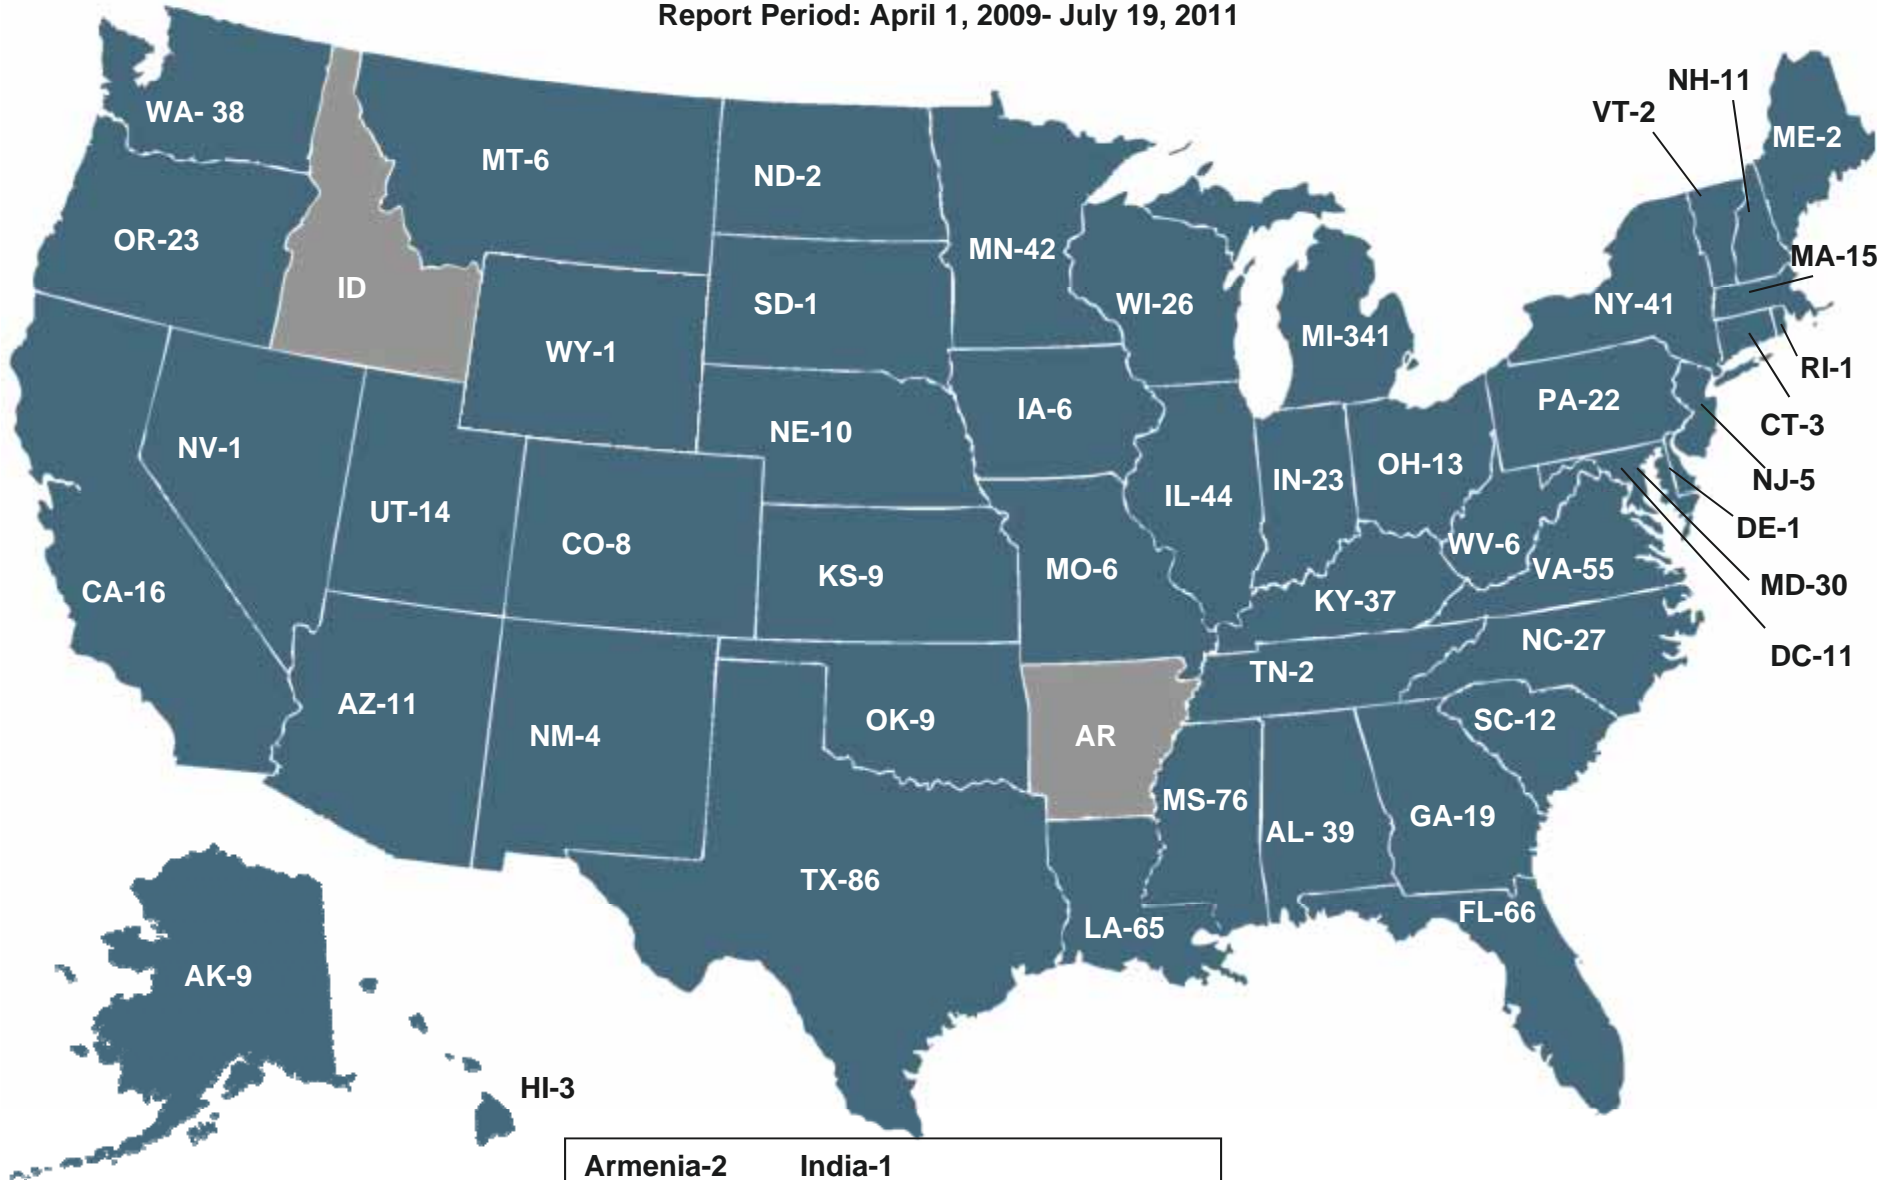 Report Period: April 1, 2009- July 19, 2011
NH-11
VT-2
WA- 38
ME-2
MT-6
ND-2
OR-23
MN-42
MA-15
ID
SD-1
WI-26
NY-41
MI-341
WY-1
RI-1
PA-22
IA-6
CT-3
NE-10
NV-1
OH-13
IN-23
NJ-5
IL-44
UT-14
DE-1
CO-8
WV-6
MO-6
VA-55
KS-9
MD-30
CA-16
KY-37
NC-27
DC-11
TN-2
AZ-11
OK-9
SC-12
NM-4
AR
MS-76
GA-19
AL- 39
TX-86
FL-66
LA-65
AK-9
HI-3
Armenia-2 India-1